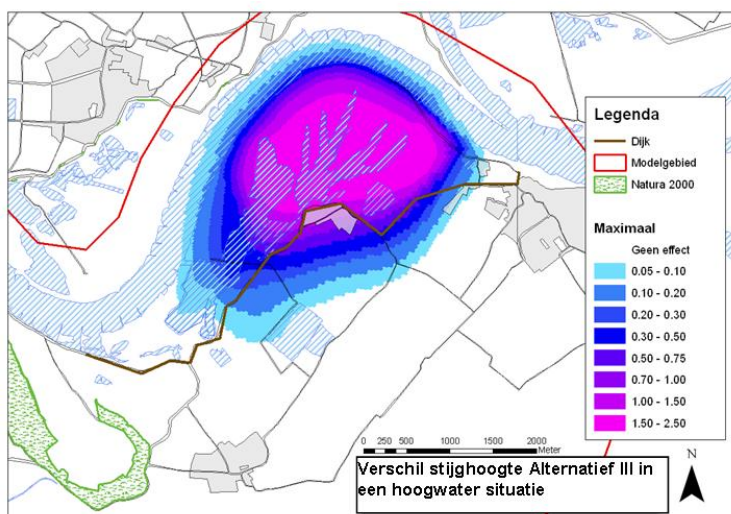 Legenda
Dijk
Modelgebied
Natura 2000
Maximaal
Geen effect
0.05 - 0.10
0.10 - 0.20
0.20 - 0.30
0.30 - 0.50
0.50 - 0.75
0.70 - 1.00
1.00 - 1.50
1.50 - 2.50
0 250 500 1000 1500 2000
Meter
Verschil stijghoogte Alternatief III in
een hoogwater situatie
N